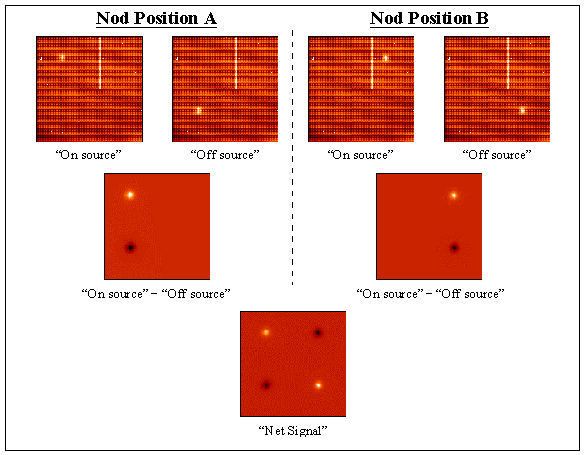 Nod Position A
Nod Position B
“On source”
“Off source”
“On source”
“Off source”
“On source” − “Off source”
“On source” − “Off source”
“Net Signal”